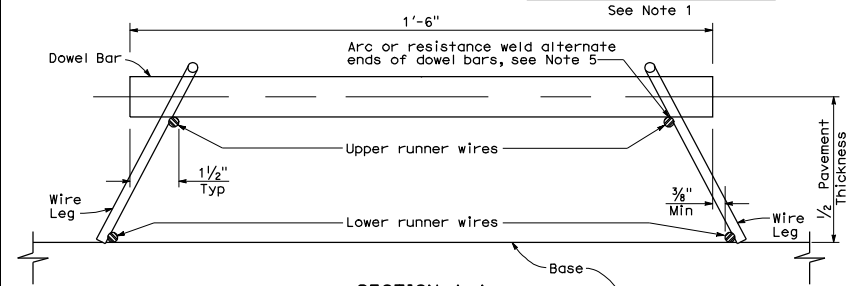 See Note 1
1'-6"
Dowel Bar
Arc or resistance weld alternate
ends of dowel bars, see Note 5
Upper runner wires
1½"
Typ
Wire
Leg
⅜"
Min
½ Pavement
Thickness
Lower runner wires
Wire
Leg
Base